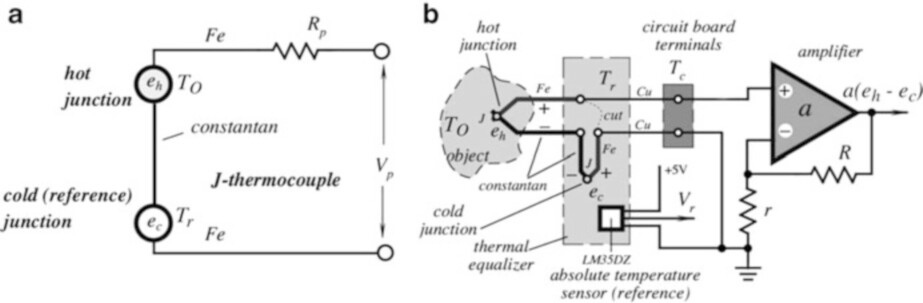 a
Fe
R_p
hot
junction
e_h
T_O
constantan
J-thermocouple
V_p
cold (reference)
junction
e_c
T_r
Fe
b
hot
junction
circuit board
terminals
amplifier
T_r
T_c
Fe
Cu
a(e_h - e_c)
+
a
T_O
J
e_h
+
−
cut
Cu
−
object
Fe
J
constantan
−
+
e_c
+5V
R
V_r
r
cold
junction
thermal
equalizer
LM35DZ
absolute temperature
sensor (reference)